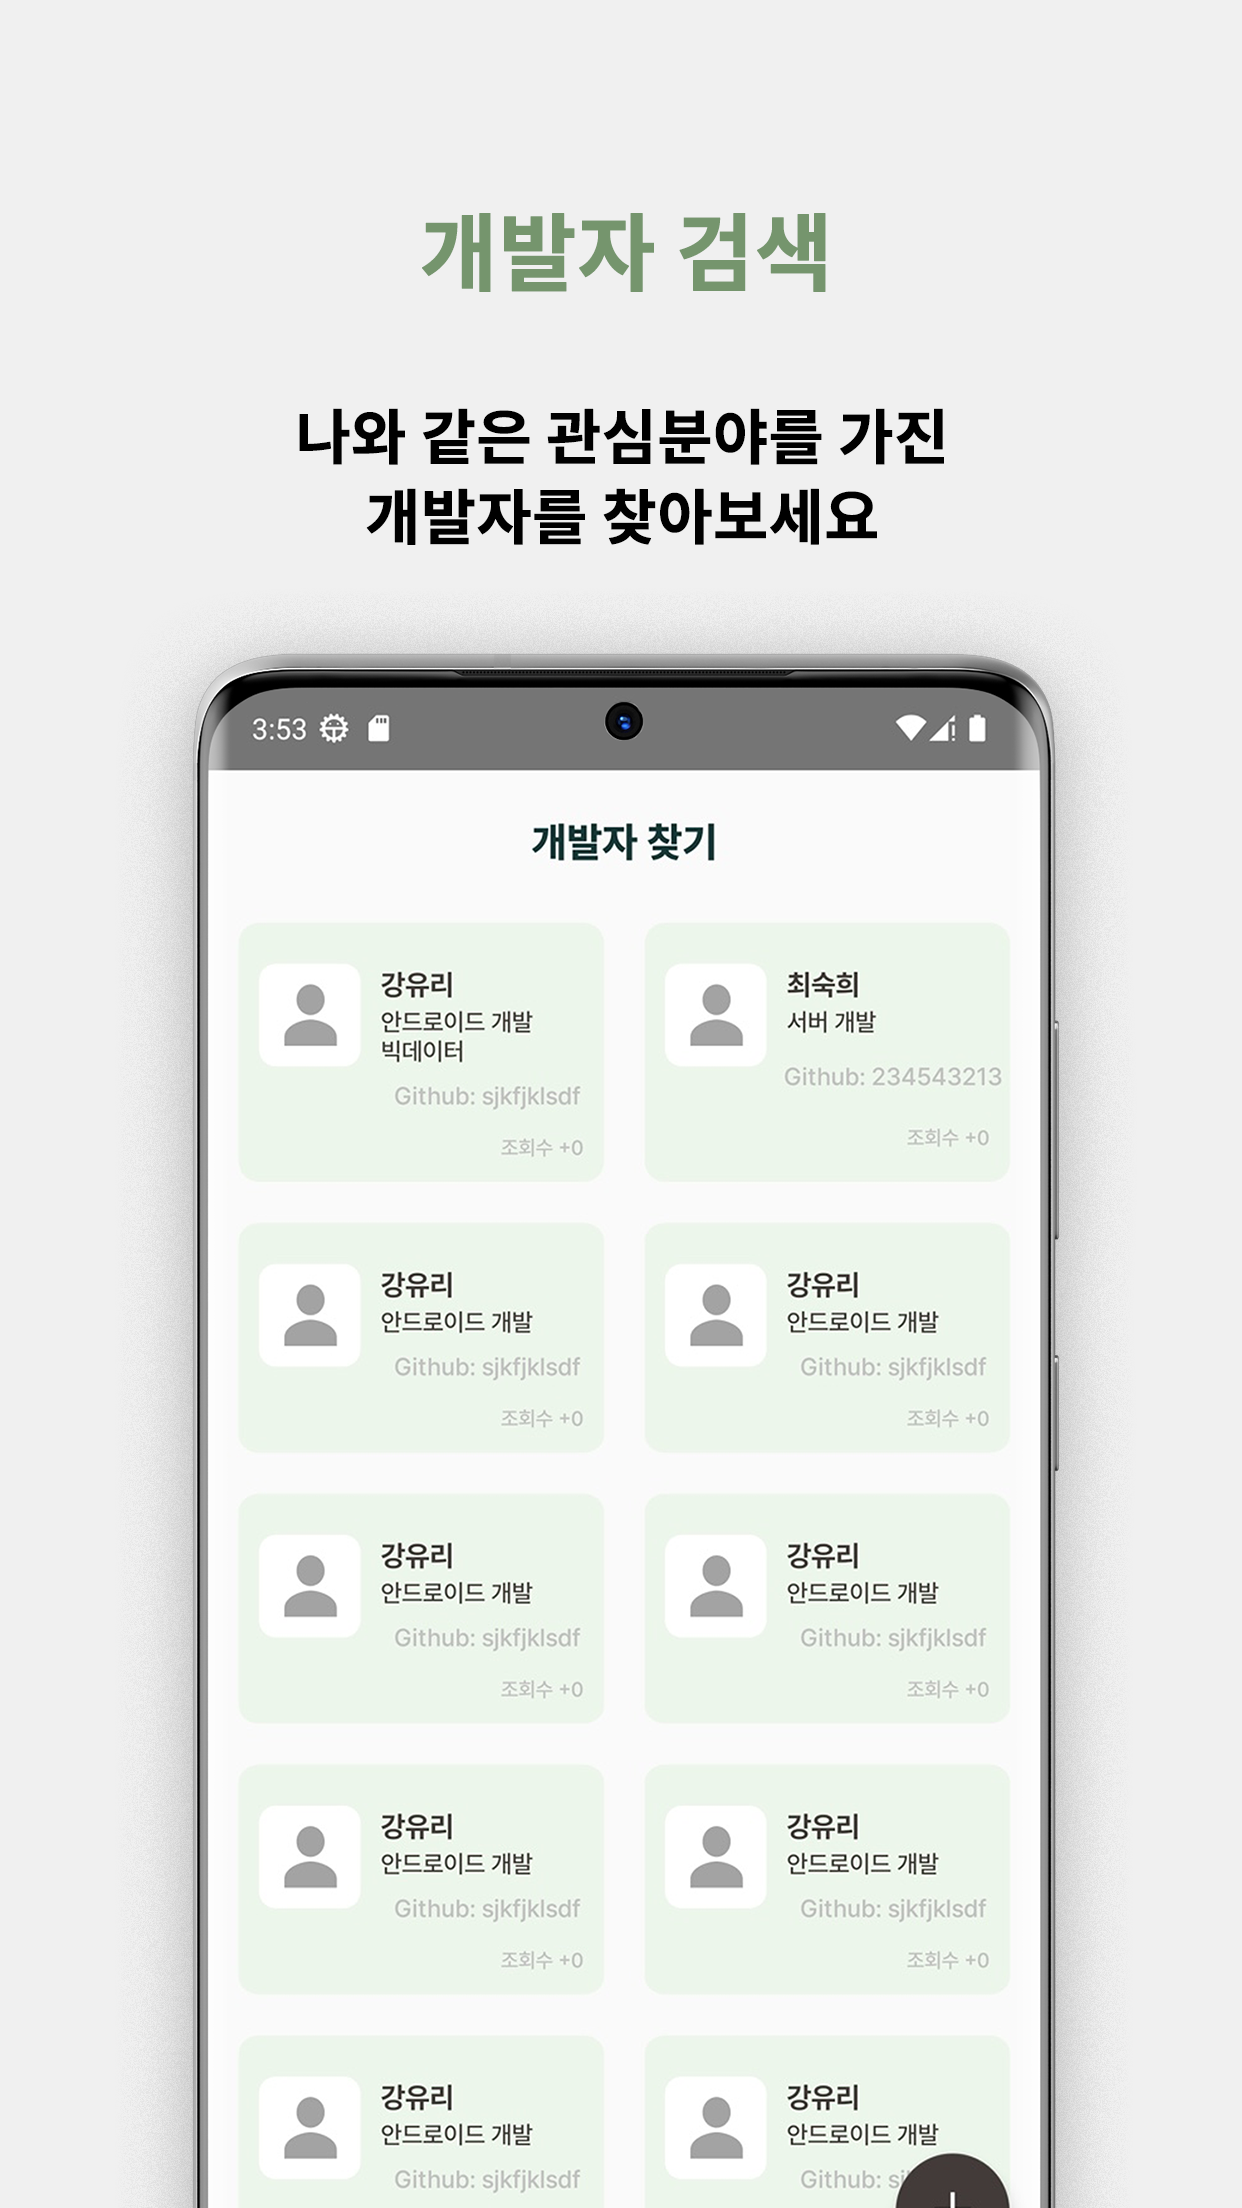 개발자 검색
나와 같은 관심분야를 가진
개발자를 찾아보세요
3:53
개발자 찾기
강유리
안드로이드 개발
빅데이터
Github: sjkfjklsdf
조회수 +0
최숙희
서버 개발
Github: 234543213
조회수 +0
강유리
안드로이드 개발
Github: sjkfjklsdf
조회수 +0
강유리
안드로이드 개발
Github: sjkfjklsdf
조회수 +0
강유리
안드로이드 개발
Github: sjkfjklsdf
조회수 +0
강유리
안드로이드 개발
Github: sjkfjklsdf
조회수 +0
강유리
안드로이드 개발
Github: sjkfjklsdf
조회수 +0
강유리
안드로이드 개발
Github: sjkfjklsdf
조회수 +0
강유리
안드로이드 개발
Github: sjkfjklsdf
강유리
안드로이드 개발
Github: